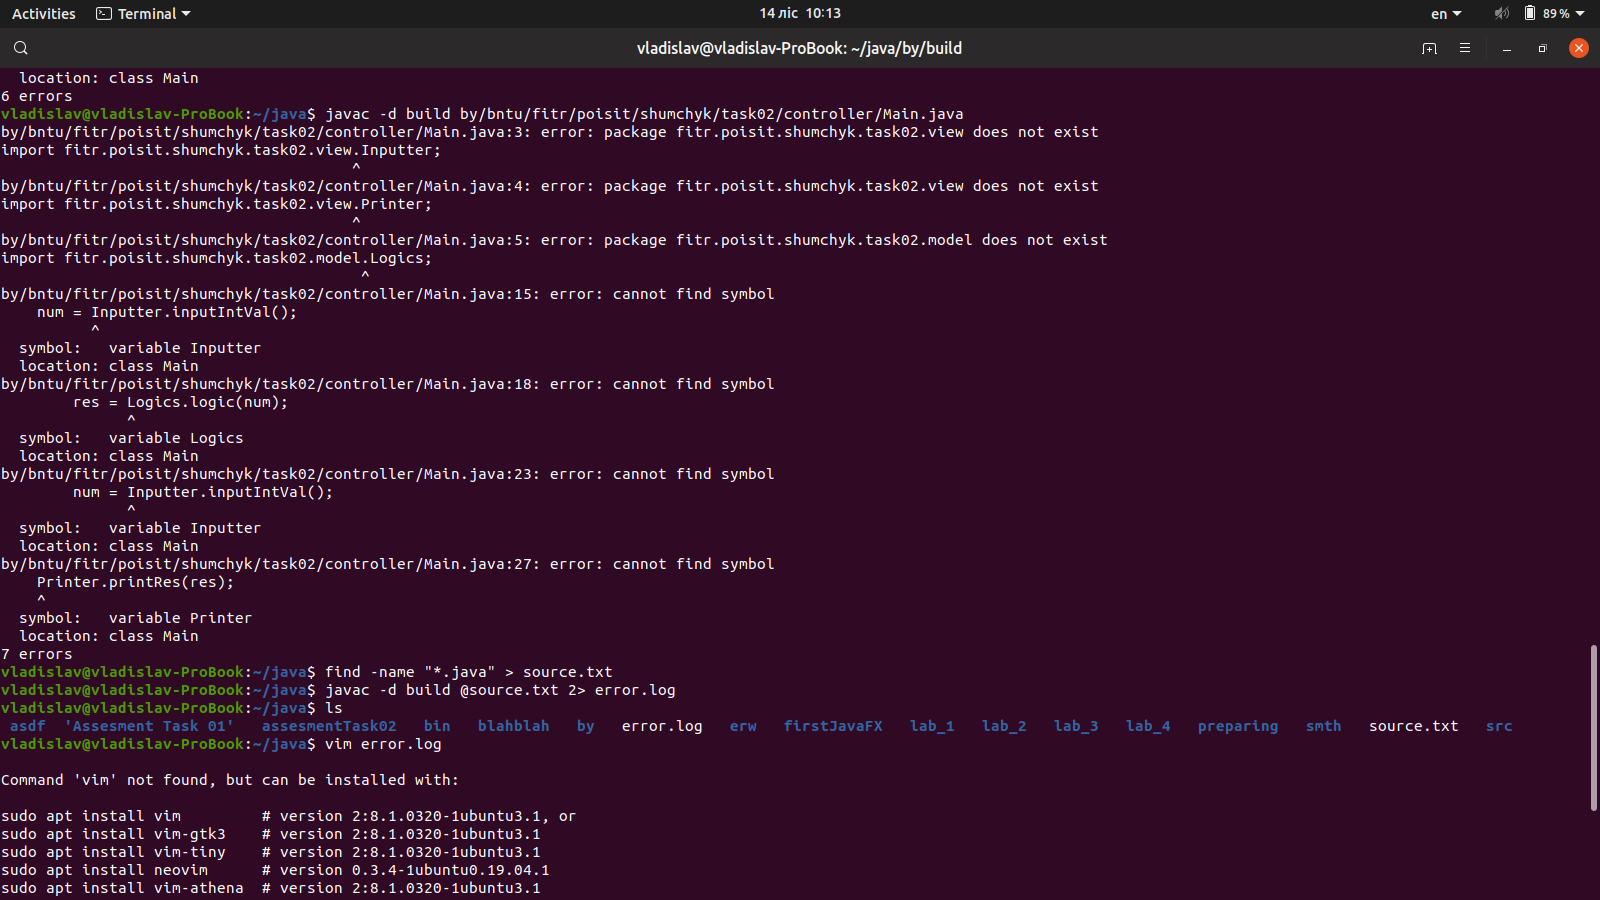 Activities Terminal 14 ліс 10:13 en 89 %
vladislav@vladislav-ProBook: ~/java/by/build
  location: class Main
6 errors
vladislav@vladislav-ProBook:~/java$ javac -d build by/bntu/fitr/poisit/shumchyk/task02/controller/Main.java
by/bntu/fitr/poisit/shumchyk/task02/controller/Main.java:3: error: package fitr.poisit.shumchyk.task02.view does not exist
import fitr.poisit.shumchyk.task02.view.Inputter;
                                       ^
by/bntu/fitr/poisit/shumchyk/task02/controller/Main.java:4: error: package fitr.poisit.shumchyk.task02.view does not exist
import fitr.poisit.shumchyk.task02.view.Printer;
                                       ^
by/bntu/fitr/poisit/shumchyk/task02/controller/Main.java:5: error: package fitr.poisit.shumchyk.task02.model does not exist
import fitr.poisit.shumchyk.task02.model.Logics;
                                        ^
by/bntu/fitr/poisit/shumchyk/task02/controller/Main.java:15: error: cannot find symbol
    num = Inputter.inputIntVal();
          ^
  symbol:   variable Inputter
  location: class Main
by/bntu/fitr/poisit/shumchyk/task02/controller/Main.java:18: error: cannot find symbol
        res = Logics.logic(num);
              ^
  symbol:   variable Logics
  location: class Main
by/bntu/fitr/poisit/shumchyk/task02/controller/Main.java:23: error: cannot find symbol
        num = Inputter.inputIntVal();
              ^
  symbol:   variable Inputter
  location: class Main
by/bntu/fitr/poisit/shumchyk/task02/controller/Main.java:27: error: cannot find symbol
    Printer.printRes(res);
    ^
  symbol:   variable Printer
  location: class Main
7 errors
vladislav@vladislav-ProBook:~/java$ find -name "*.java" > source.txt
vladislav@vladislav-ProBook:~/java$ javac -d build @source.txt 2> error.log
vladislav@vladislav-ProBook:~/java$ ls
 asdf  'Assesment Task 01'   assesmentTask02   bin   blahblah   by   error.log   erw   firstJavaFX   lab_1   lab_2   lab_3   lab_4   preparing   smth   source.txt   src
vladislav@vladislav-ProBook:~/java$ vim error.log
Command 'vim' not found, but can be installed with:
sudo apt install vim         # version 2:8.1.0320-1ubuntu3.1, or
sudo apt install vim-gtk3    # version 2:8.1.0320-1ubuntu3.1
sudo apt install vim-tiny    # version 2:8.1.0320-1ubuntu3.1
sudo apt install neovim      # version 0.3.4-1ubuntu0.19.04.1
sudo apt install vim-athena  # version 2:8.1.0320-1ubuntu3.1